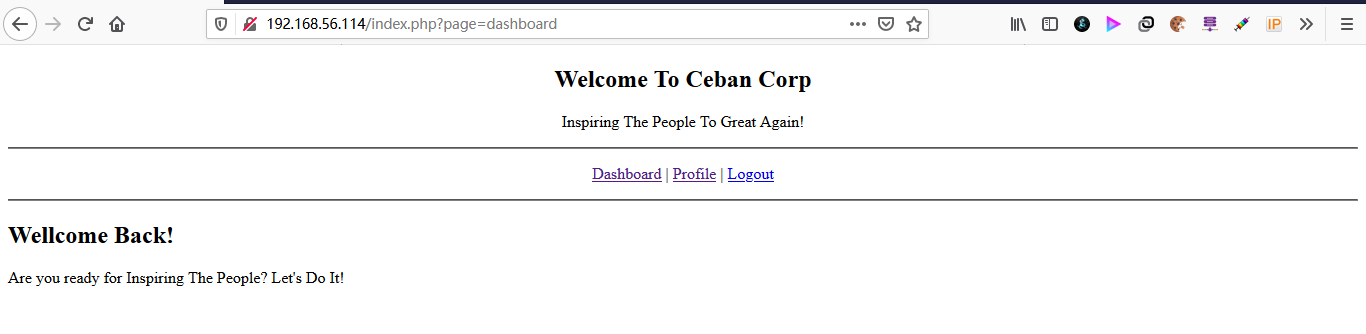 192.168.56.114/index.php?page=dashboard
IP
Welcome To Ceban Corp
Inspiring The People To Great Again!
Dashboard | Profile | Logout
Wellcome Back!
Are you ready for Inspiring The People? Let's Do It!